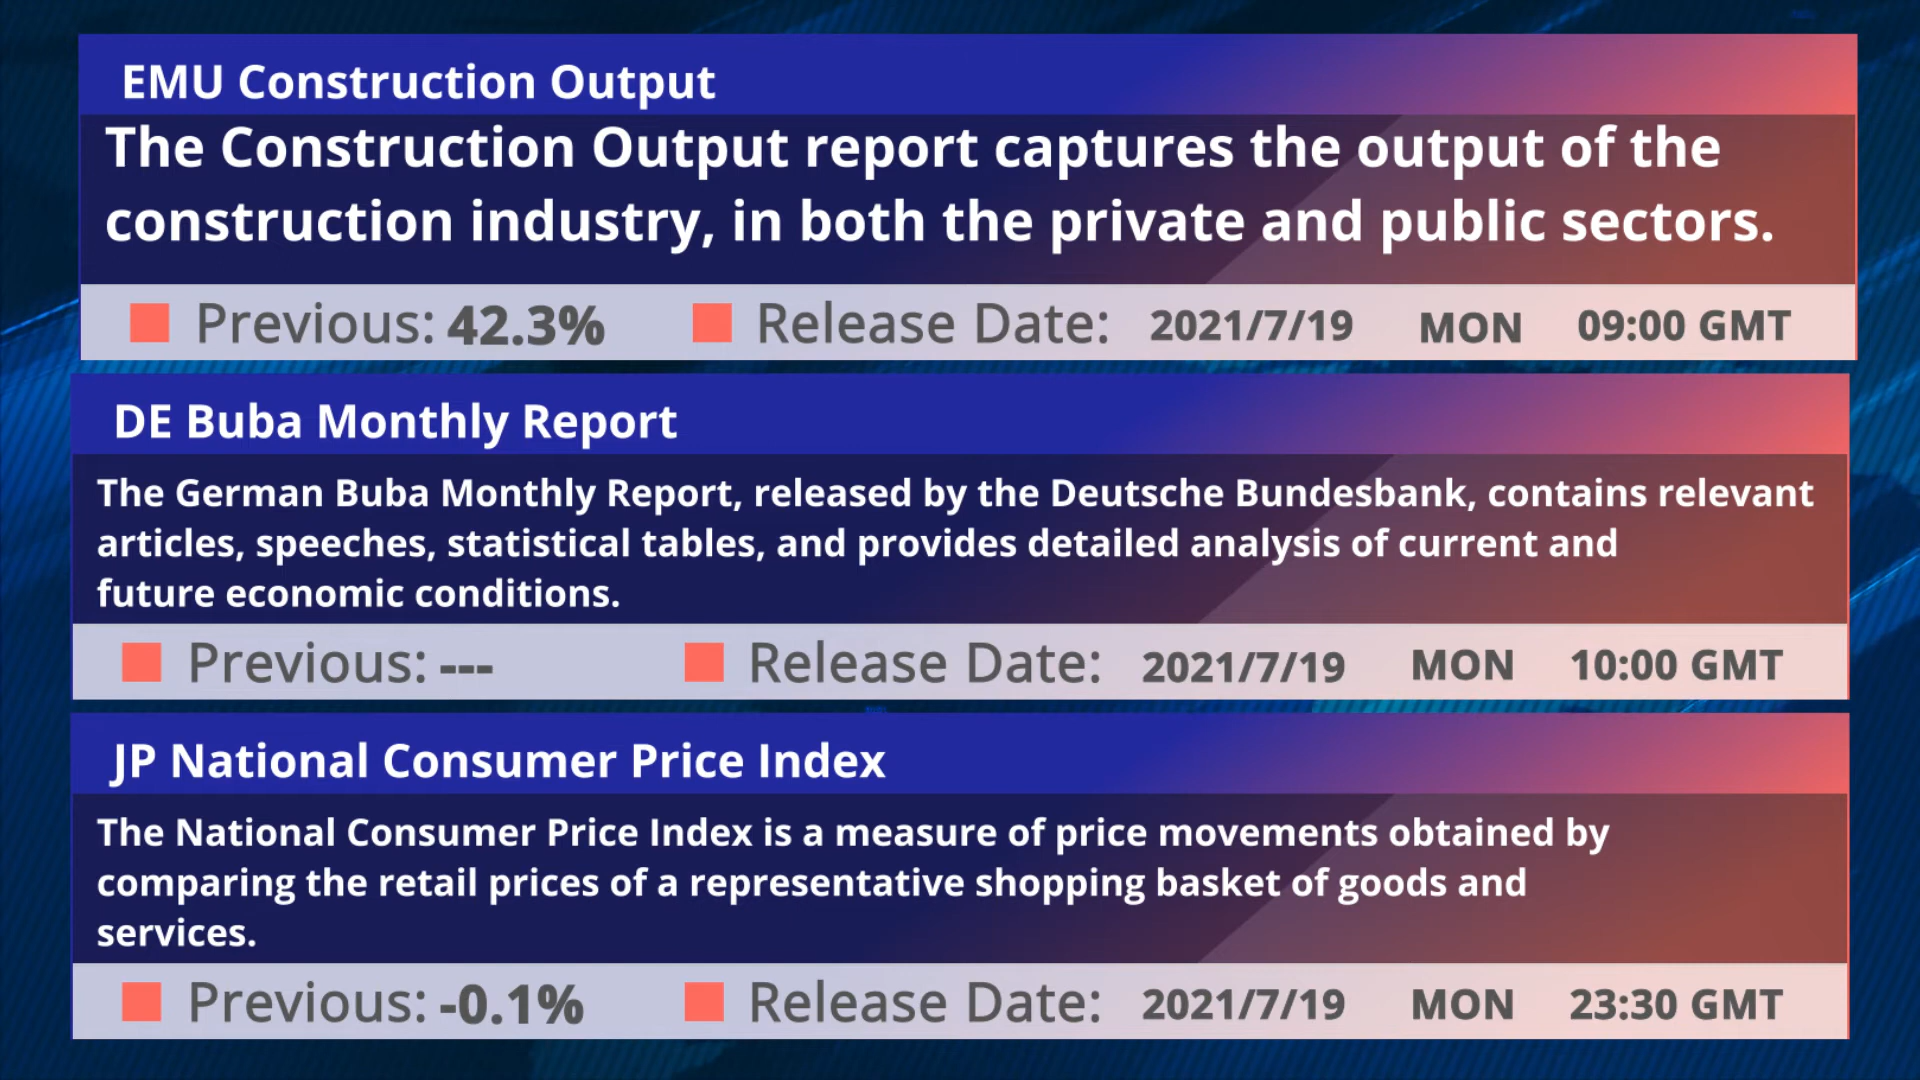 EMU Construction Output
The Construction Output report captures the output of the
construction industry, in both the private and public sectors.
Previous: 42.3% Release Date: 2021/7/19 MON 09:00 GMT
DE Buba Monthly Report
The German Buba Monthly Report, released by the Deutsche Bundesbank, contains relevant
articles, speeches, statistical tables, and provides detailed analysis of current and
future economic conditions.
Previous: --- Release Date: 2021/7/19 MON 10:00 GMT
JP National Consumer Price Index
The National Consumer Price Index is a measure of price movements obtained by
comparing the retail prices of a representative shopping basket of goods and
services.
Previous: -0.1% Release Date: 2021/7/19 MON 23:30 GMT